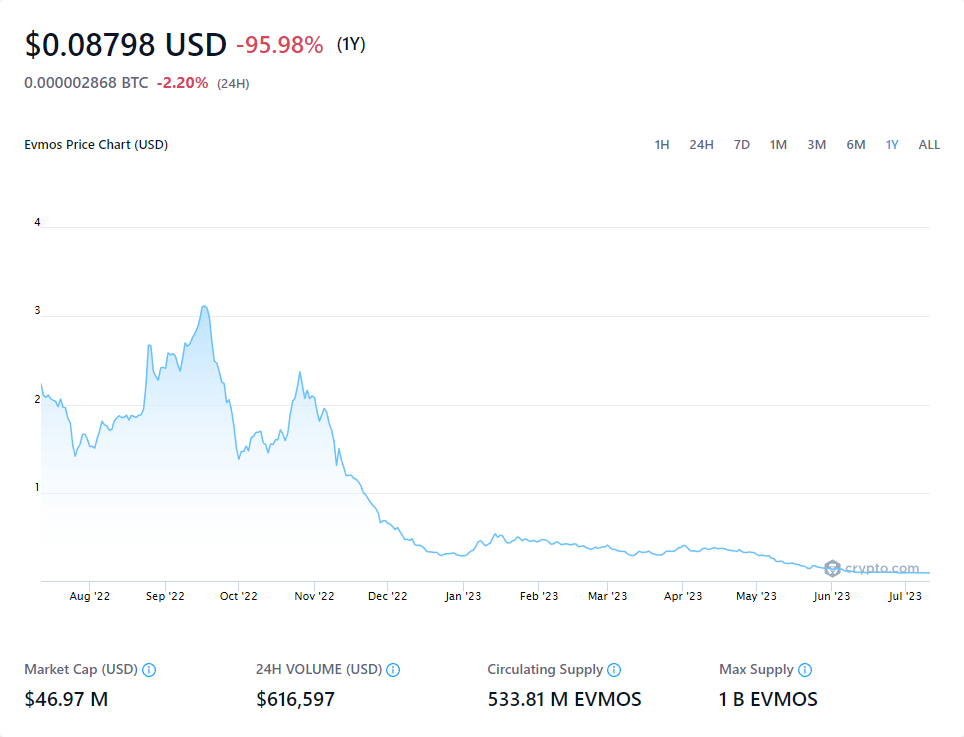 $0.08798 USD -95.98% (1Y)
0.000002868 BTC -2.20% (24H)
Evmos Price Chart (USD) 1H 24H 7D 1M 3M 6M 1Y ALL
4
3
2
1
crypto.com
Aug '22 Sep '22 Oct '22 Nov '22 Dec '22 Jan '23 Feb '23 Mar '23 Apr '23 May '23 Jun '23 Jul '23
Market Cap (USD) 24H VOLUME (USD) Circulating Supply Max Supply
$46.97 M $616,597 533.81 M EVMOS 1 B EVMOS